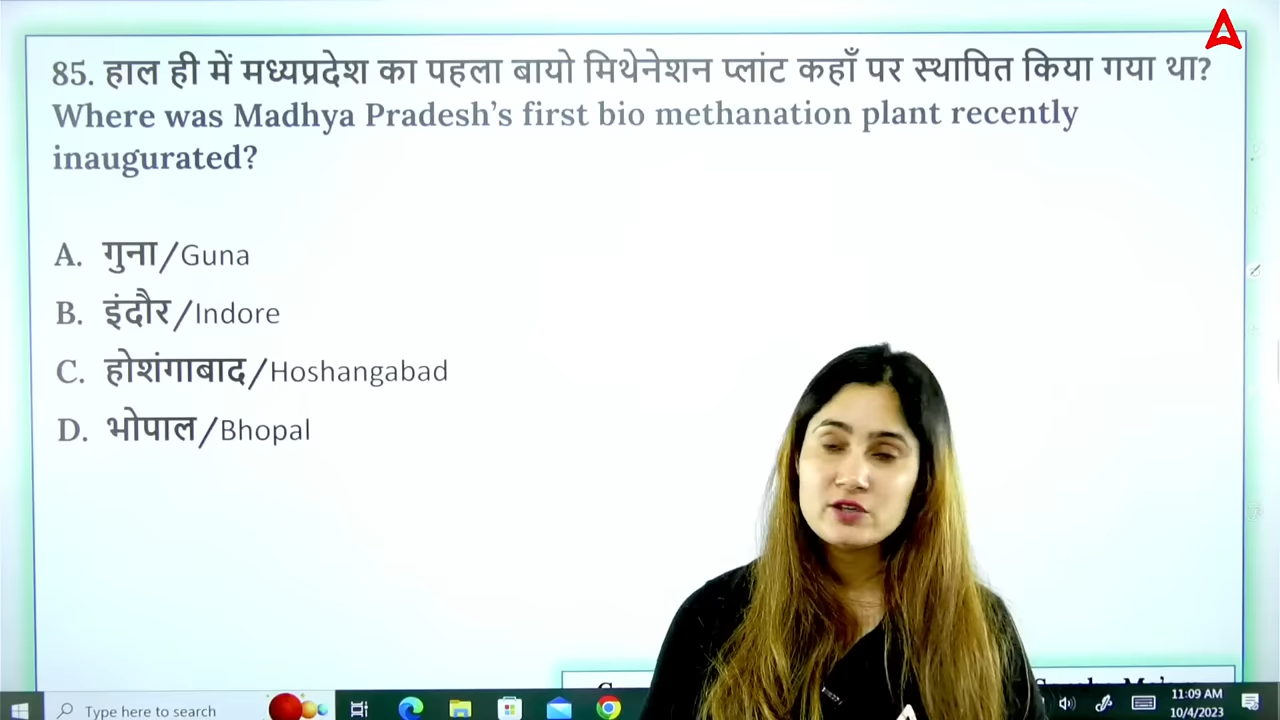 85. हाल ही में मध्यप्रदेश का पहला बायो मिथेनेशन प्लांट कहाँ पर स्थापित किया गया था?
Where was Madhya Pradesh’s first bio methanation plant recently
inaugurated?
A. गुना/Guna
B. इंदौर/Indore
C. होशंगाबाद/Hoshangabad
D. भोपाल/Bhopal
Type here to search
11:09 AM
10/4/2023